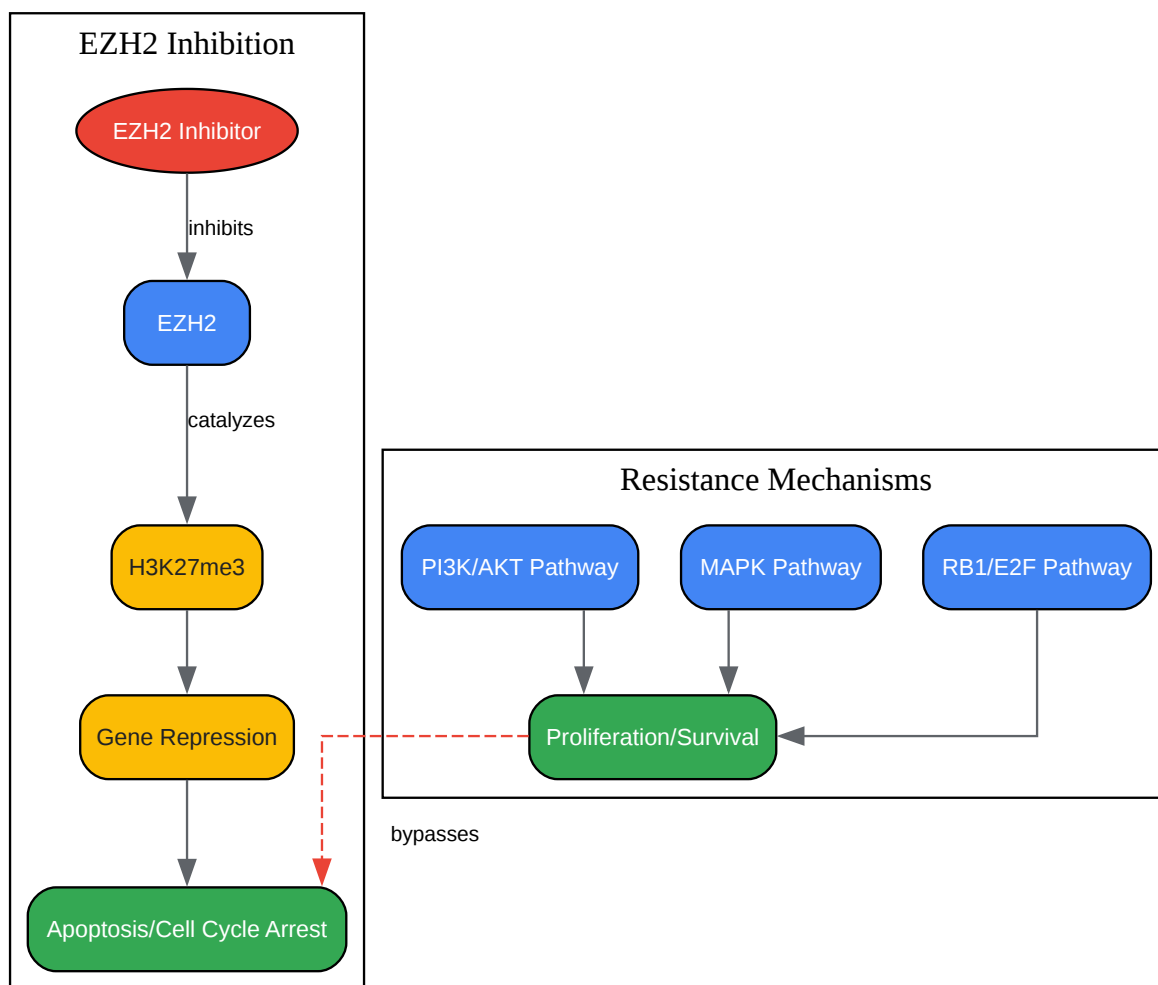 EZH2 Inhibition
EZH2 Inhibitor
inhibits
EZH2
catalyzes
H3K27me3
Gene Repression
Apoptosis/Cell Cycle Arrest
Resistance Mechanisms
PI3K/AKT Pathway
MAPK Pathway
RB1/E2F Pathway
Proliferation/Survival
bypasses